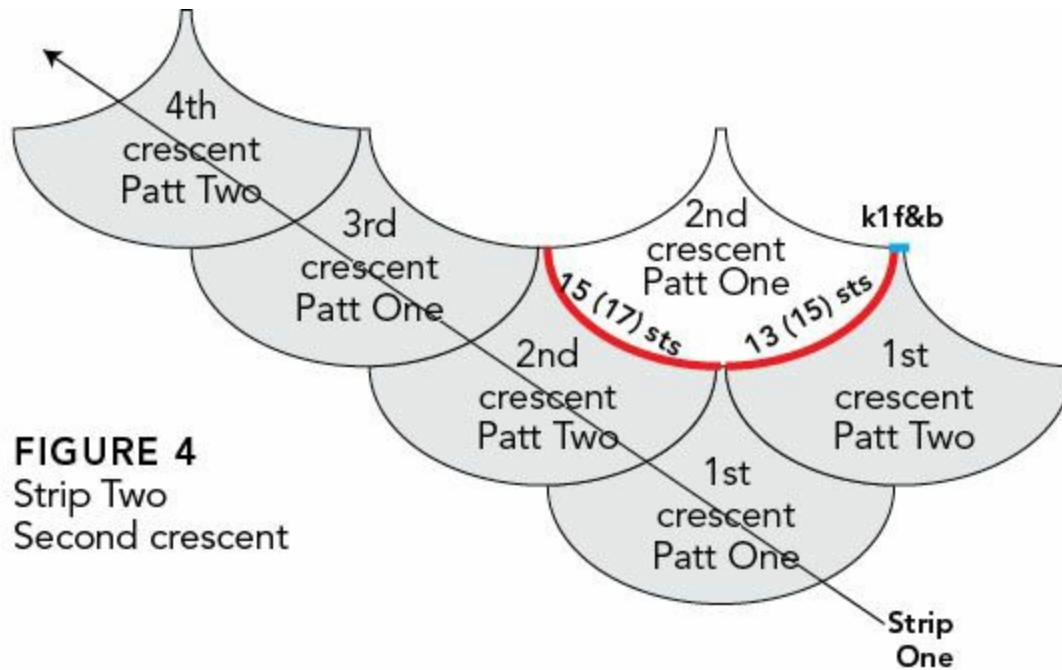 4th
crescent
Patt Two
3rd
crescent
Patt One
2nd
crescent
Patt One
k1f&b
15 (17) sts
13 (15) sts
2nd
crescent
Patt Two
1st
crescent
Patt Two
1st
crescent
Patt One
FIGURE 4
Strip Two
Second crescent
Strip
One